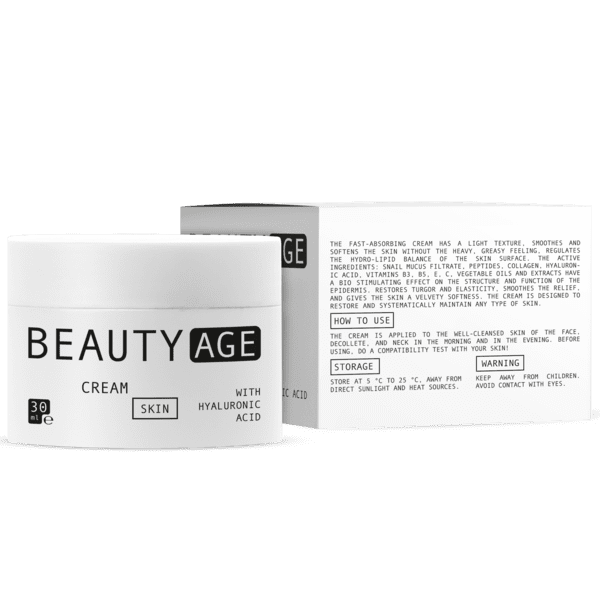 BEAUTY AGE
CREAM
SKIN
WITH
HYALURONIC
ACID
30
ml e
AGE
IC ACID
THE FAST-ABSORBING CREAM HAS A LIGHT TEXTURE, SMOOTHES AND
SOFTENS THE SKIN WITHOUT THE HEAVY, GREASY FEELING, REGULATES
THE HYDRO-LIPID BALANCE OF THE SKIN SURFACE. THE ACTIVE
INGREDIENTS: SNAIL MUCUS FILTRATE, PEPTIDES, COLLAGEN, HYALURON-
IC ACID, VITAMINS B3, B5, E, C, VEGETABLE OILS AND EXTRACTS HAVE
A BIO STIMULATING EFFECT ON THE STRUCTURE AND FUNCTION OF THE
EPIDERMIS. RESTORES TURGOR AND ELASTICITY, SMOOTHES THE RELIEF,
AND GIVES THE SKIN A VELVETY SOFTNESS. THE CREAM IS DESIGNED TO
RESTORE AND SYSTEMATICALLY MAINTAIN ANY TYPE OF SKIN.
HOW TO USE
THE CREAM IS APPLIED TO THE WELL-CLEANSED SKIN OF THE FACE,
DECOLLETE, AND NECK IN THE MORNING AND IN THE EVENING. BEFORE
USING, DO A COMPATIBILITY TEST WITH YOUR SKIN!
STORAGE
STORE AT 5 °C TO 25 °C, AWAY FROM
DIRECT SUNLIGHT AND HEAT SOURCES.
WARNING
KEEP AWAY FROM CHILDREN.
AVOID CONTACT WITH EYES.